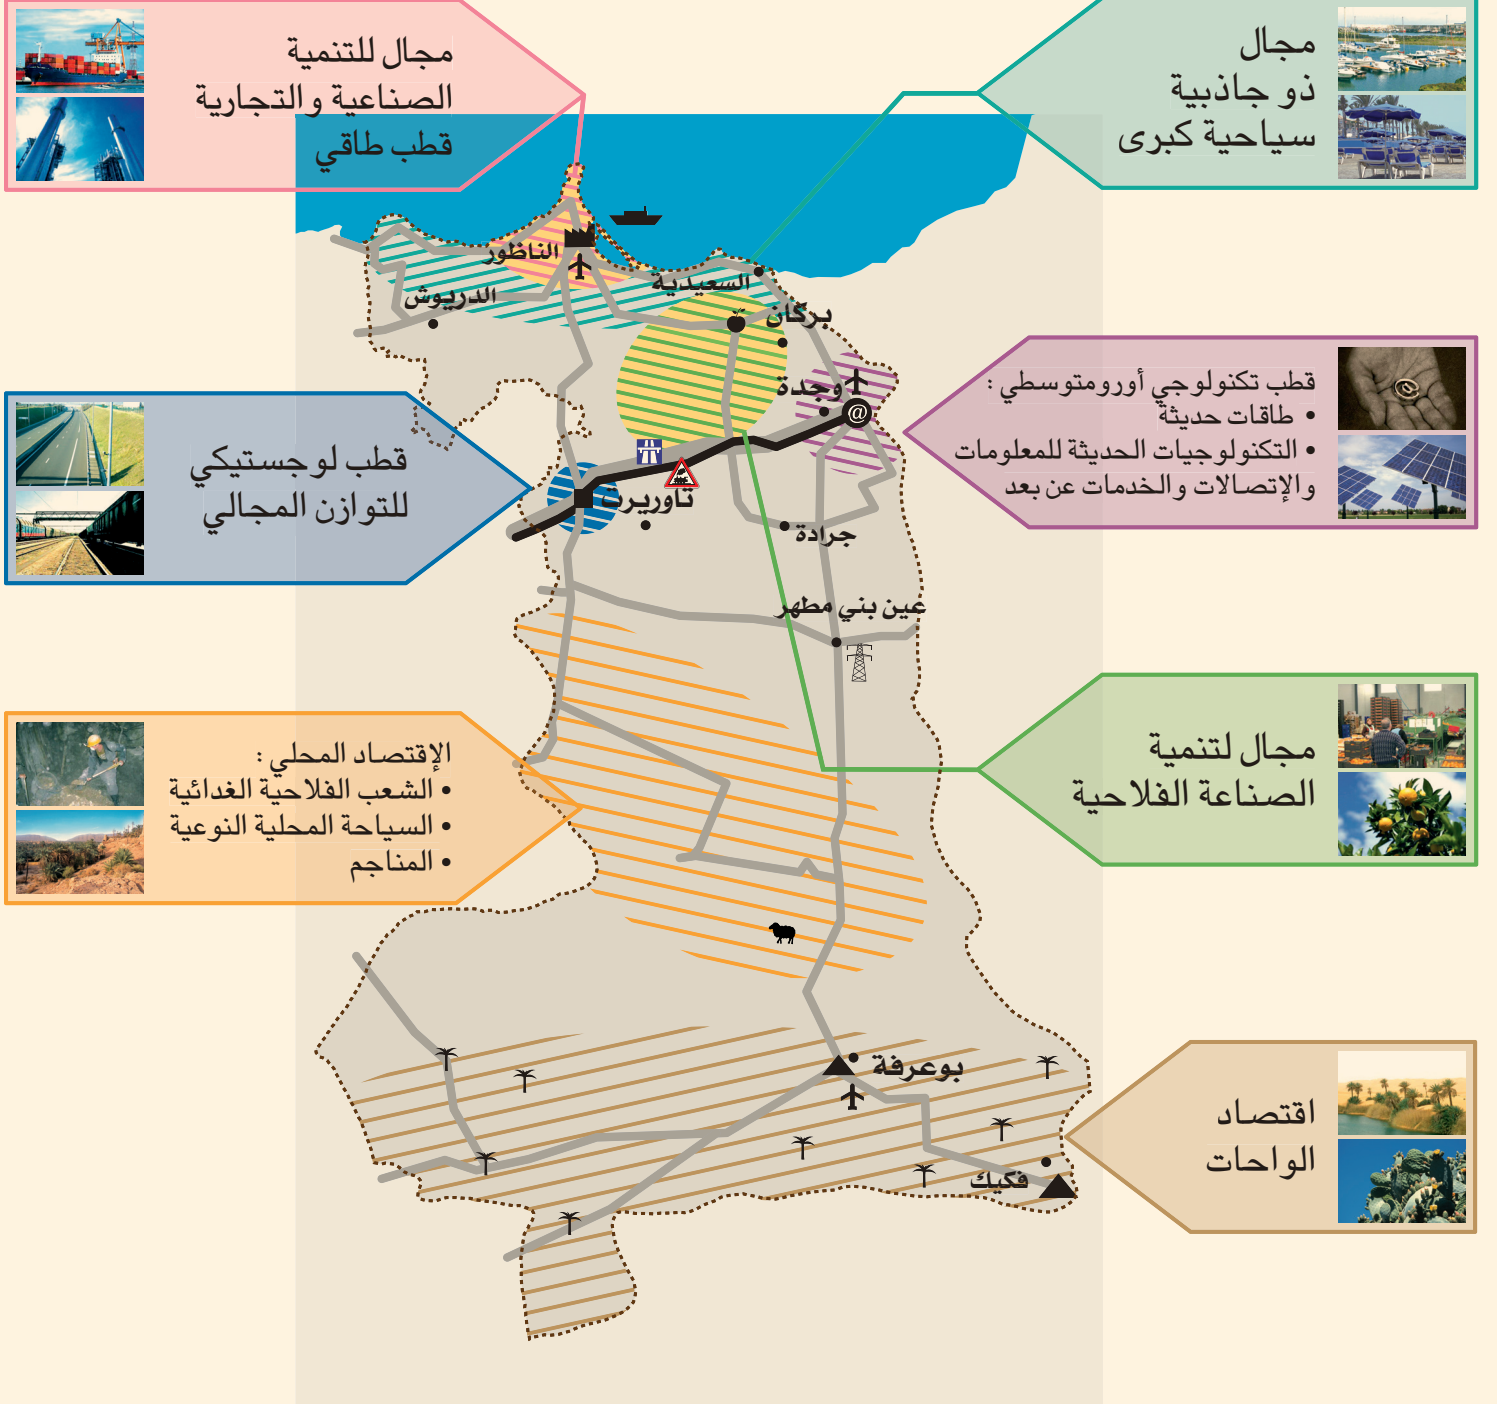 مجال
ذو جاذبية
سياحية كبرى
مجال للتنمية
الصناعية والتجارية
قطب طاقي
الناظور
السعيدية
الدريوش
بركان
وجدة
@
قطب تكنولوجي أورومتوسطي :
• طاقات حديثة
• التكنولوجيات الحديثة للمعلومات
والإتصالات والخدمات عن بعد
قطب لوجستيكي
للتوازن المجالي
تاوريرت
جرادة
عين بني مطهر
مجال لتنمية
الصناعة الفلاحية
الإقتصاد المحلي :
• الشعب الفلاحية الغدائية
• السياحة المحلية النوعية
• المناجم
بوعرفة
فكيك
اقتصاد
الواحات